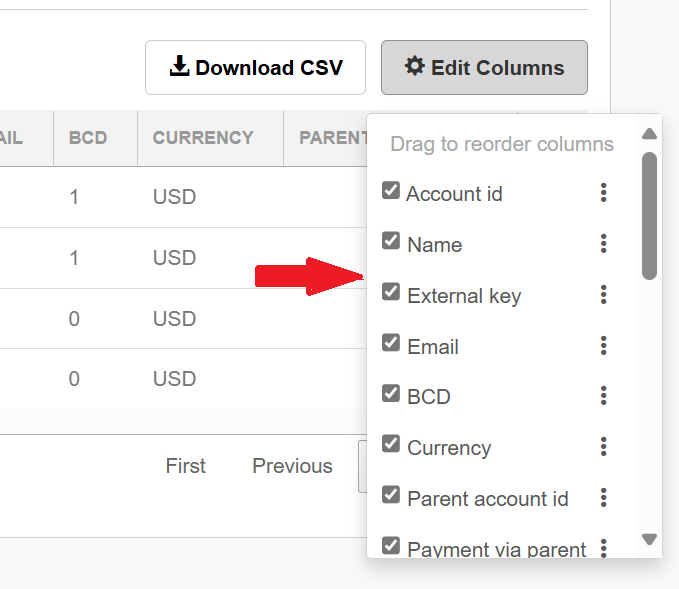 Download CSV
Edit Columns
AIL BCD CURRENCY PARENT
1 USD
1 USD
0 USD
0 USD
First Previous
Drag to reorder columns
Account id
Name
External key
Email
BCD
Currency
Parent account id
Payment via parent